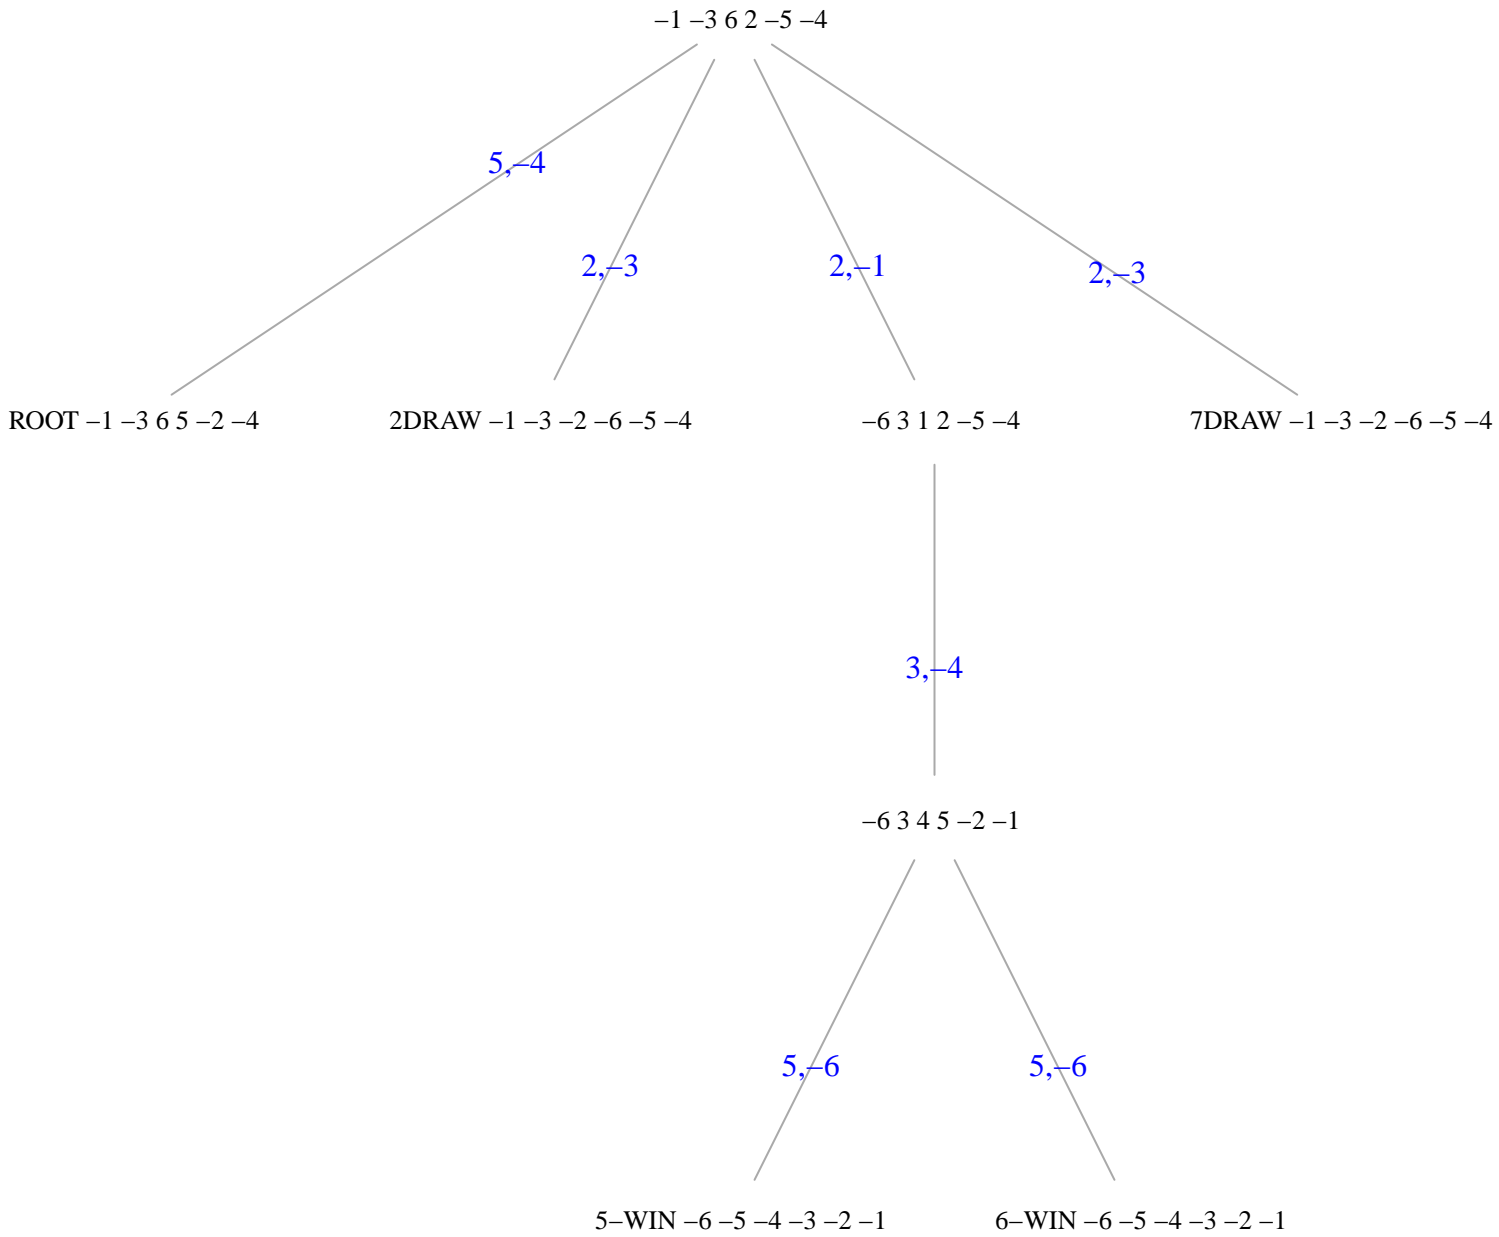 –1 –3 6 2 –5 –4
5,–4
2,–3
2,–1
2,–3
ROOT –1 –3 6 5 –2 –4
2DRAW –1 –3 –2 –6 –5 –4
–6 3 1 2 –5 –4
7DRAW –1 –3 –2 –6 –5 –4
3,–4
–6 3 4 5 –2 –1
5,–6
5,–6
5–WIN –6 –5 –4 –3 –2 –1
6–WIN –6 –5 –4 –3 –2 –1